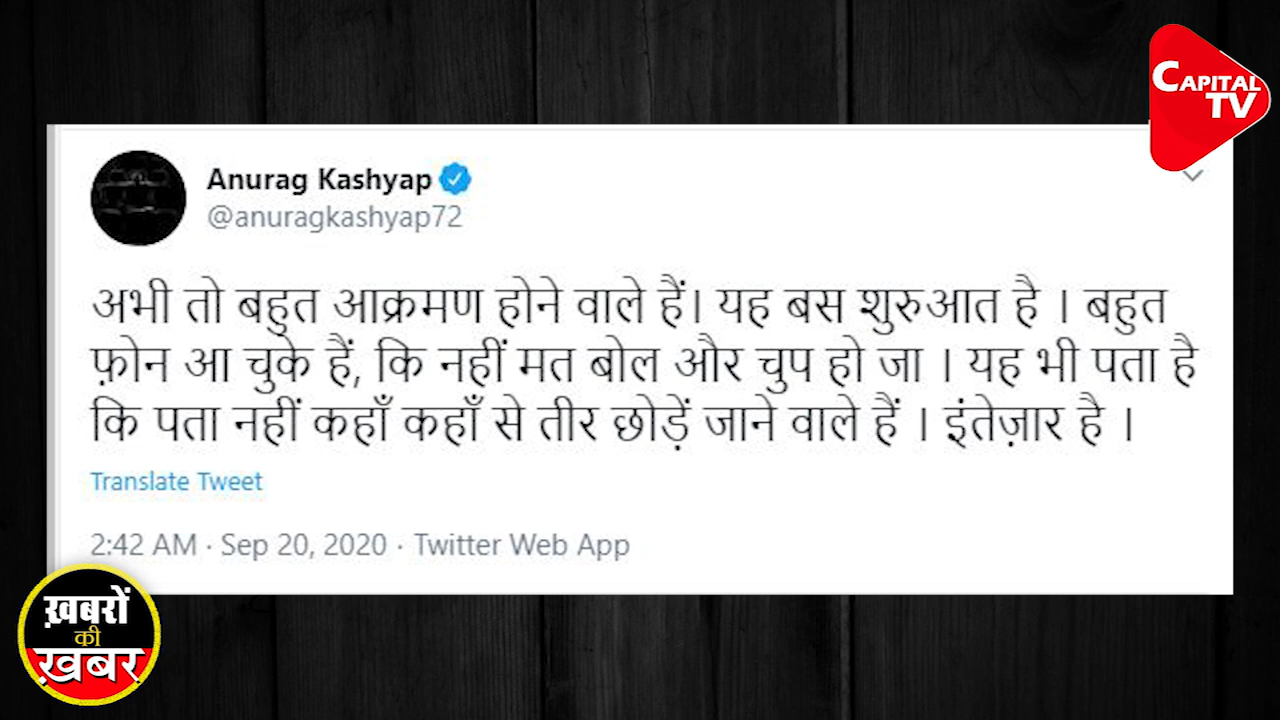 CAPITAL
TV
Anurag Kashyap
@anuragkashyap72
अभी तो बहुत आक्रमण होने वाले हैं। यह बस शुरुआत है । बहुत
फ़ोन आ चुके हैं, कि नहीं मत बोल और चुप हो जा । यह भी पता है
कि पता नहीं कहाँ कहाँ से तीर छोड़ें जाने वाले हैं । इंतेज़ार है ।
Translate Tweet
2:42 AM · Sep 20, 2020 · Twitter Web App
ख़बरों
की
ख़बर